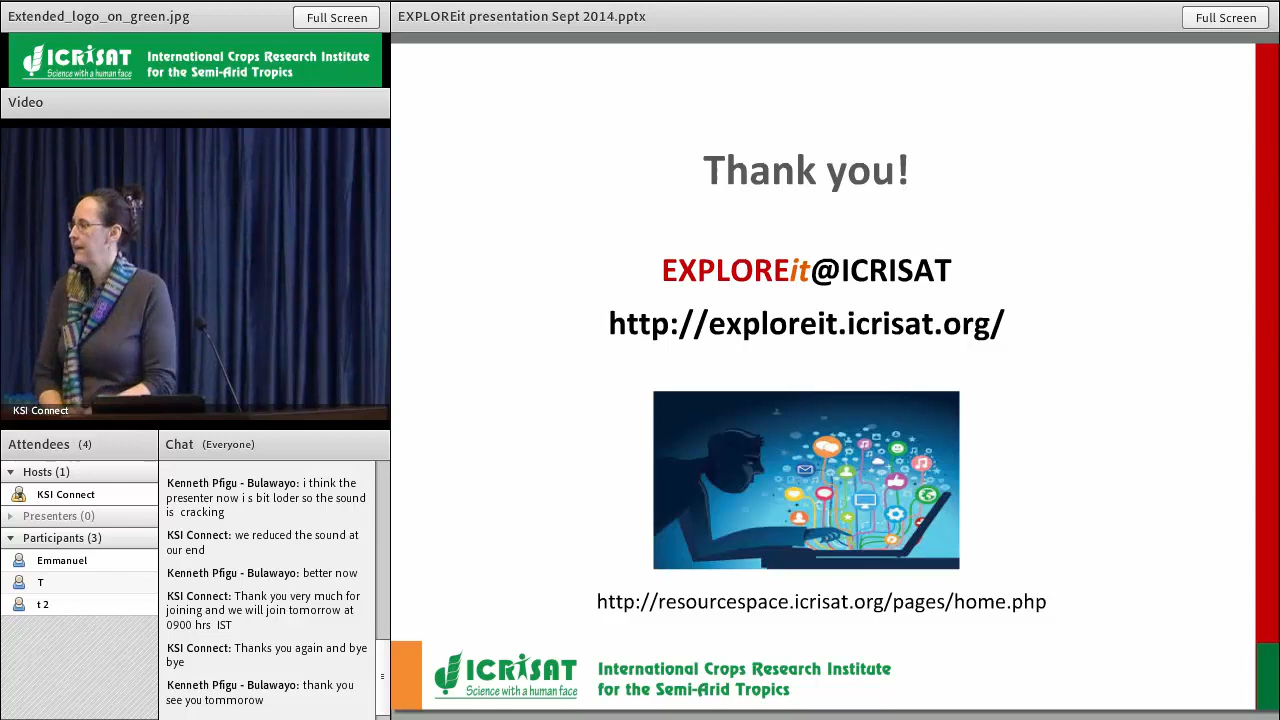 Extended_logo_on_green.jpg
Full Screen
EXPLOREit presentation Sept 2014.pptx
Full Screen
ICRISAT
Science with a human face
International Crops Research Institute
for the Semi-Arid Tropics
Video
KSI Connect
Thank you!
EXPLOREit@ICRISAT
http://exploreit.icrisat.org/
http://resourcespace.icrisat.org/pages/home.php
ICRISAT
Science with a human face
International Crops Research Institute
for the Semi-Arid Tropics
Attendees (4)
Hosts (1)
KSI Connect
Presenters (0)
Participants (3)
Emmanuel
T
t 2
Chat (Everyone)
Kenneth Pfigu - Bulawayo: i think the
presenter now i s bit loder so the sound
is cracking
KSI Connect: we reduced the sound at
our end
Kenneth Pfigu - Bulawayo: better now
KSI Connect: Thank you very much for
joining and we will join tomorrow at
0900 hrs IST
KSI Connect: Thanks you again and bye
bye
Kenneth Pfigu - Bulawayo: thank you
see you tommorow